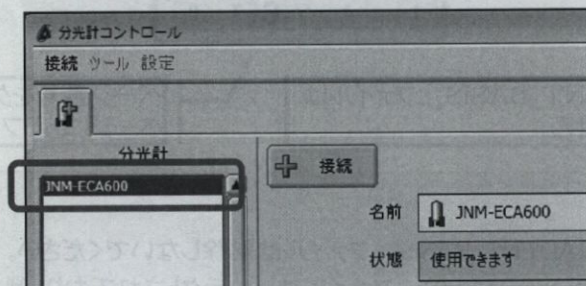 分光計コントロール
接続 ツール 設定
分光計
JNM-ECA600
接続
名前 JNM-ECA600
状態 使用できます